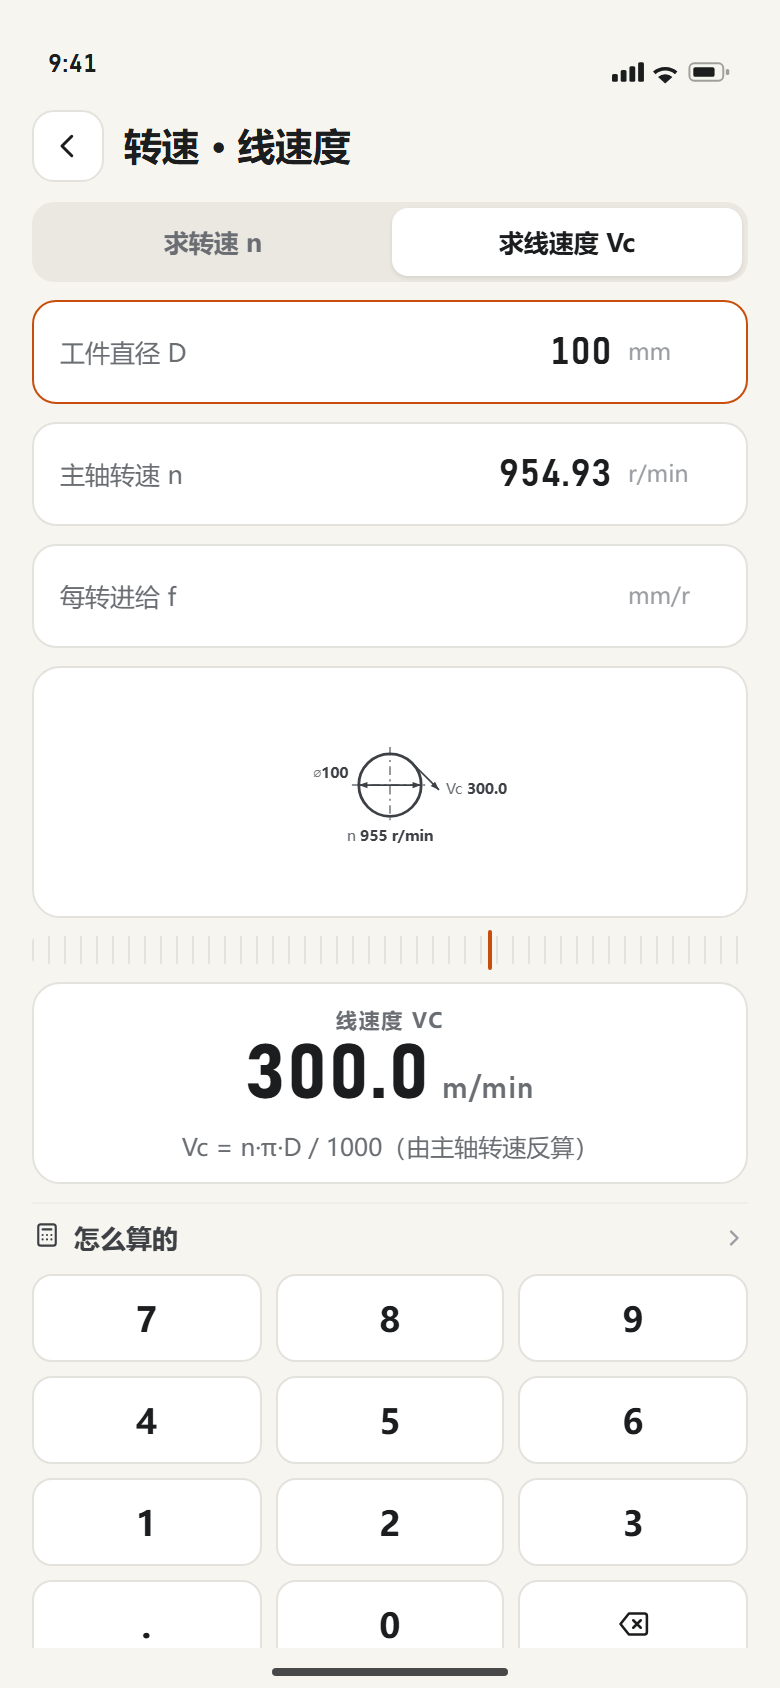 9:41
转速·线速度
求转速 n
求线速度 Vc
工件直径 D 100 mm
主轴转速 n 954.93 r/min
每转进给 f mm/r
⌀100
Vc 300.0
n 955 r/min
线速度 VC
300.0 m/min
Vc = n·π·D / 1000（由主轴转速反算）
怎么算的
7 8 9
4 5 6
1 2 3
. 0